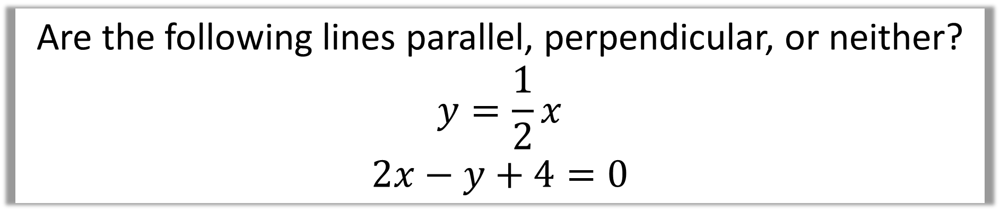 Are the following lines parallel, perpendicular, or neither?
y = 1/2 x
2x − y + 4 = 0